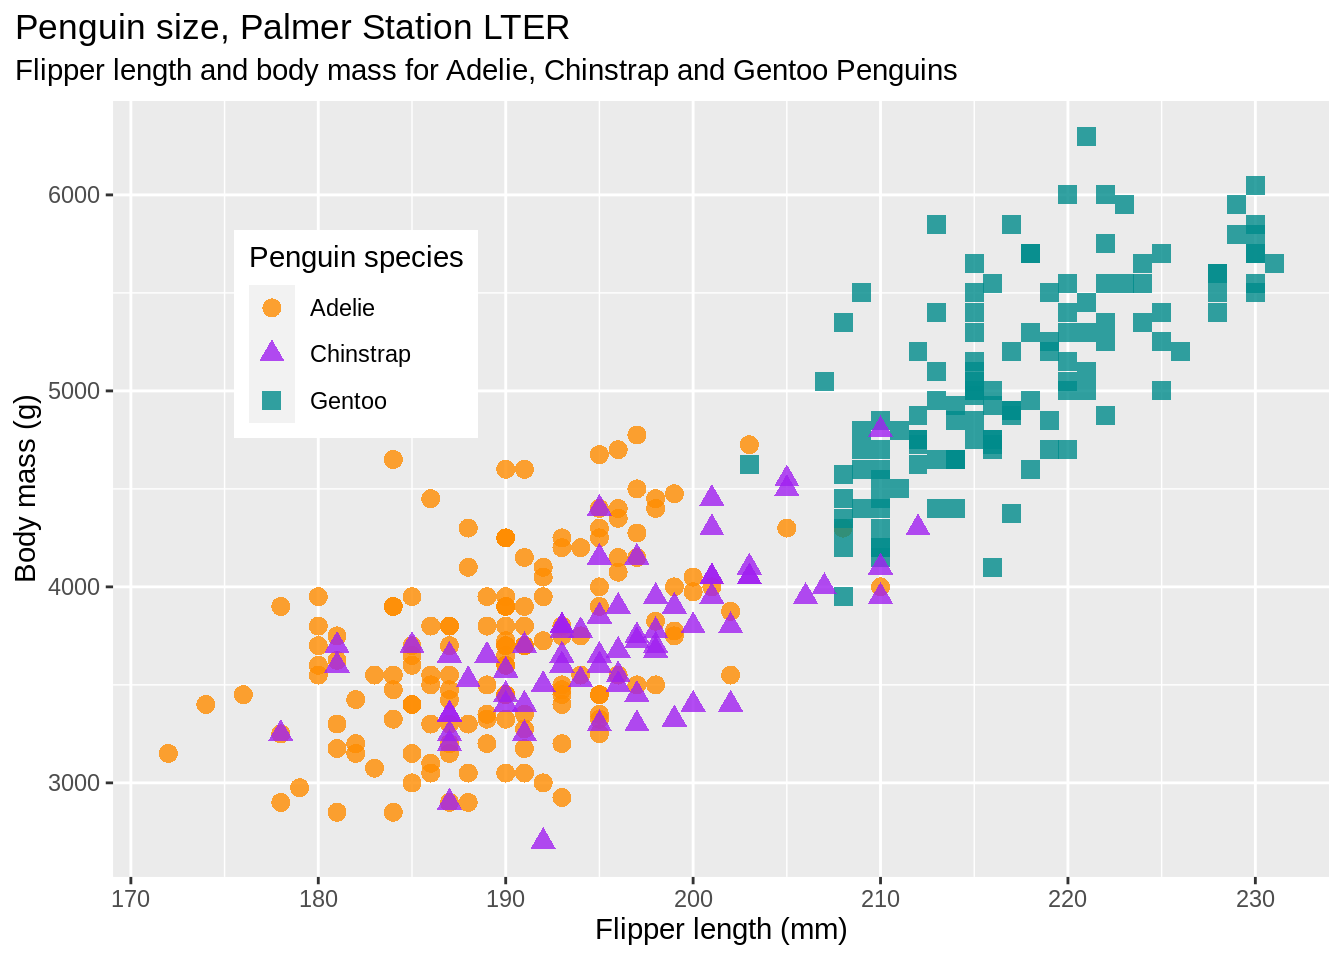 Penguin size, Palmer Station LTER
Flipper length and body mass for Adelie, Chinstrap and Gentoo Penguins
6000
5000
4000
3000
Body mass (g)
Penguin species
Adelie
Chinstrap
Gentoo
170 180 190 200 210 220 230
Flipper length (mm)